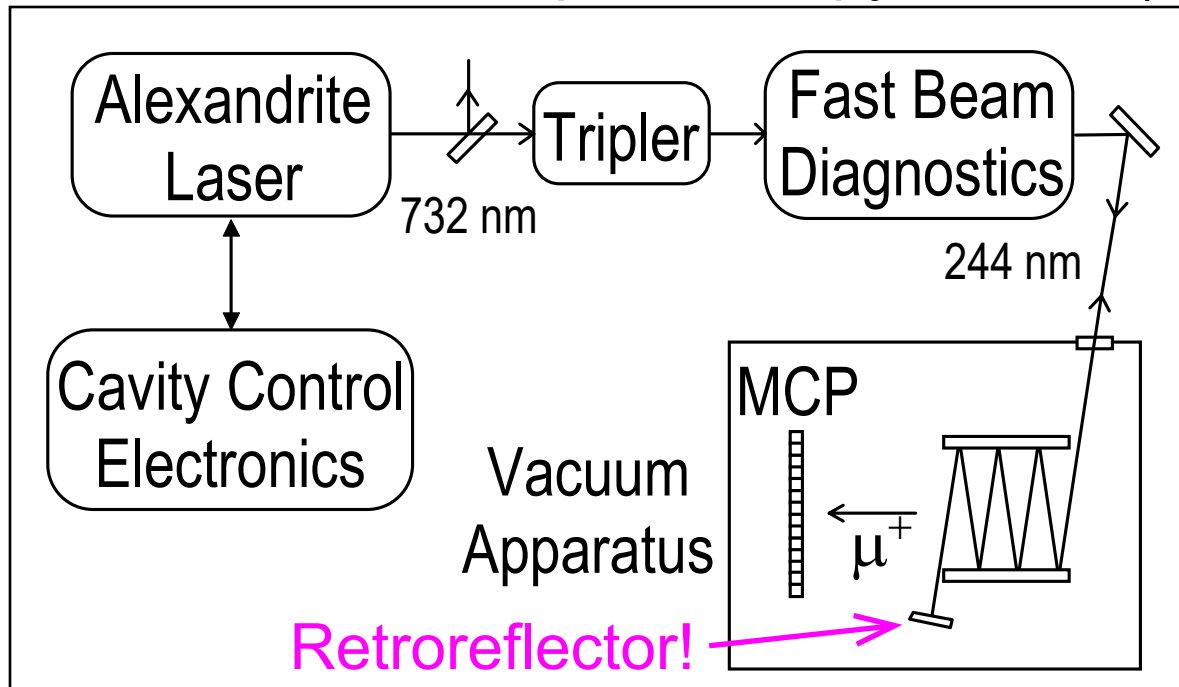 Alexandrite
Laser
732 nm
Tripler
Fast Beam
Diagnostics
244 nm
Cavity Control
Electronics
Vacuum
Apparatus
MCP
μ⁺
Retroreflector!